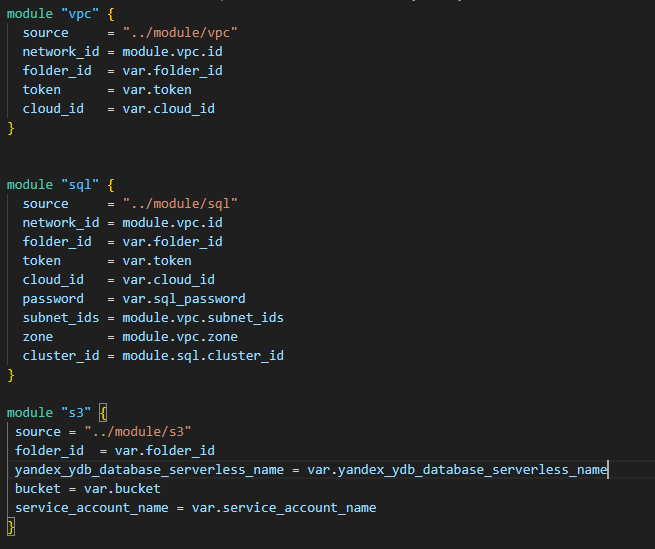 module "vpc" {
  source     = "../module/vpc"
  network_id = module.vpc.id
  folder_id  = var.folder_id
  token      = var.token
  cloud_id   = var.cloud_id
}
module "sql" {
  source     = "../module/sql"
  network_id = module.vpc.id
  folder_id  = var.folder_id
  token      = var.token
  cloud_id   = var.cloud_id
  password   = var.sql_password
  subnet_ids = module.vpc.subnet_ids
  zone       = module.vpc.zone
  cluster_id = module.sql.cluster_id
}
module "s3" {
 source = "../module/s3"
 folder_id  = var.folder_id
 yandex_ydb_database_serverless_name = var.yandex_ydb_database_serverless_name
 bucket = var.bucket
 service_account_name = var.service_account_name
}